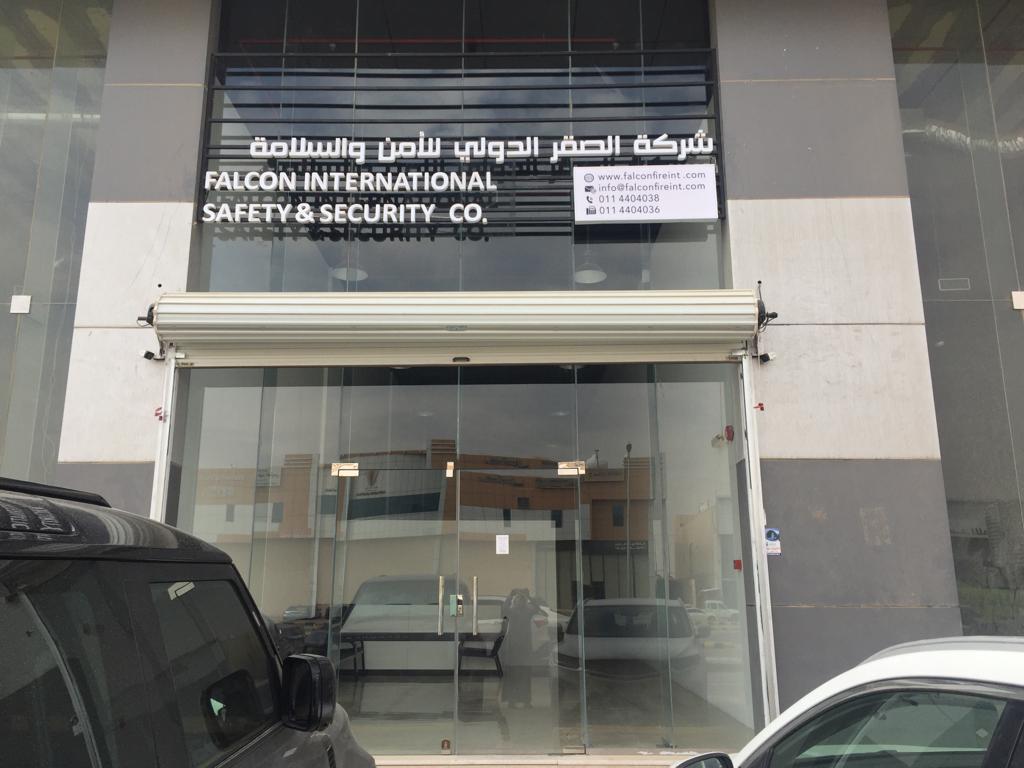 شركة الصقر الدولي للأمن والسلامة
FALCON INTERNATIONAL
SAFETY & SECURITY CO.
www.falconfireint.com
info@falconfireint.com
011 4404038
011 4404036